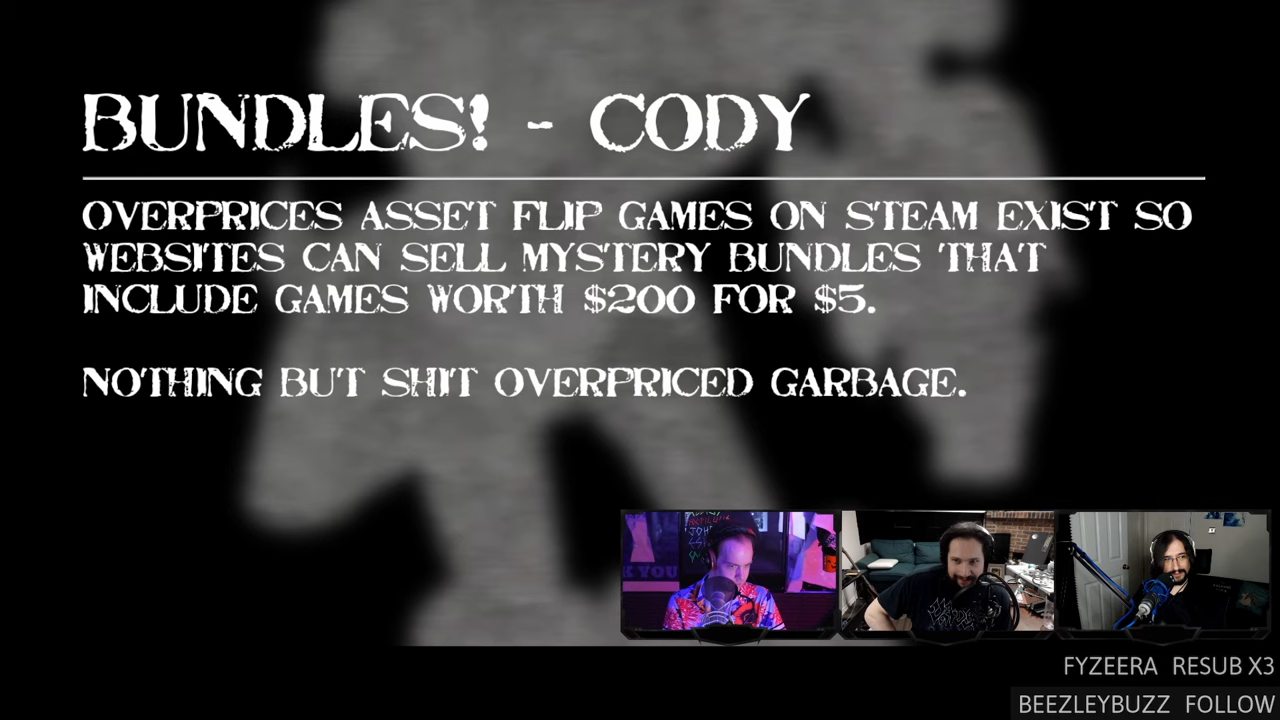 BUNDLES! - CODY
OVERPRICES ASSET FLIP GAMES ON STEAM EXIST SO
WEBSITES CAN SELL MYSTERY BUNDLES THAT
INCLUDE GAMES WORTH $200 FOR $5.
NOTHING BUT SHIT OVERPRICED GARBAGE.
FYZEERA RESUB X3
BEEZLEYBUZZ FOLLOW